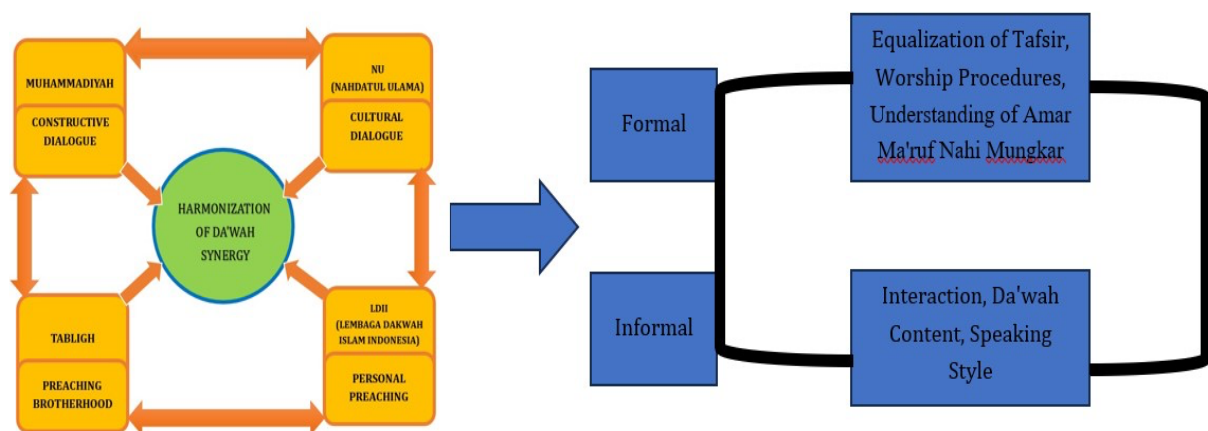 MUHAMMADIYAH
CONSTRUCTIVE
DIALOGUE
NU
(NAHDATUL ULAMA)
CULTURAL
DIALOGUE
HARMONIZATION
OF DA'WAH
SYNERGY
TABLIGH
PREACHING
BROTHERHOOD
LDII
(LEMBAGA DAKWAH
ISLAM INDONESIA)
PERSONAL
PREACHING
Formal
Informal
Equalization of Tafsir,
Worship Procedures,
Understanding of Amar
Ma'ruf Nahi Mungkar
Interaction, Da'wah
Content, Speaking
Style